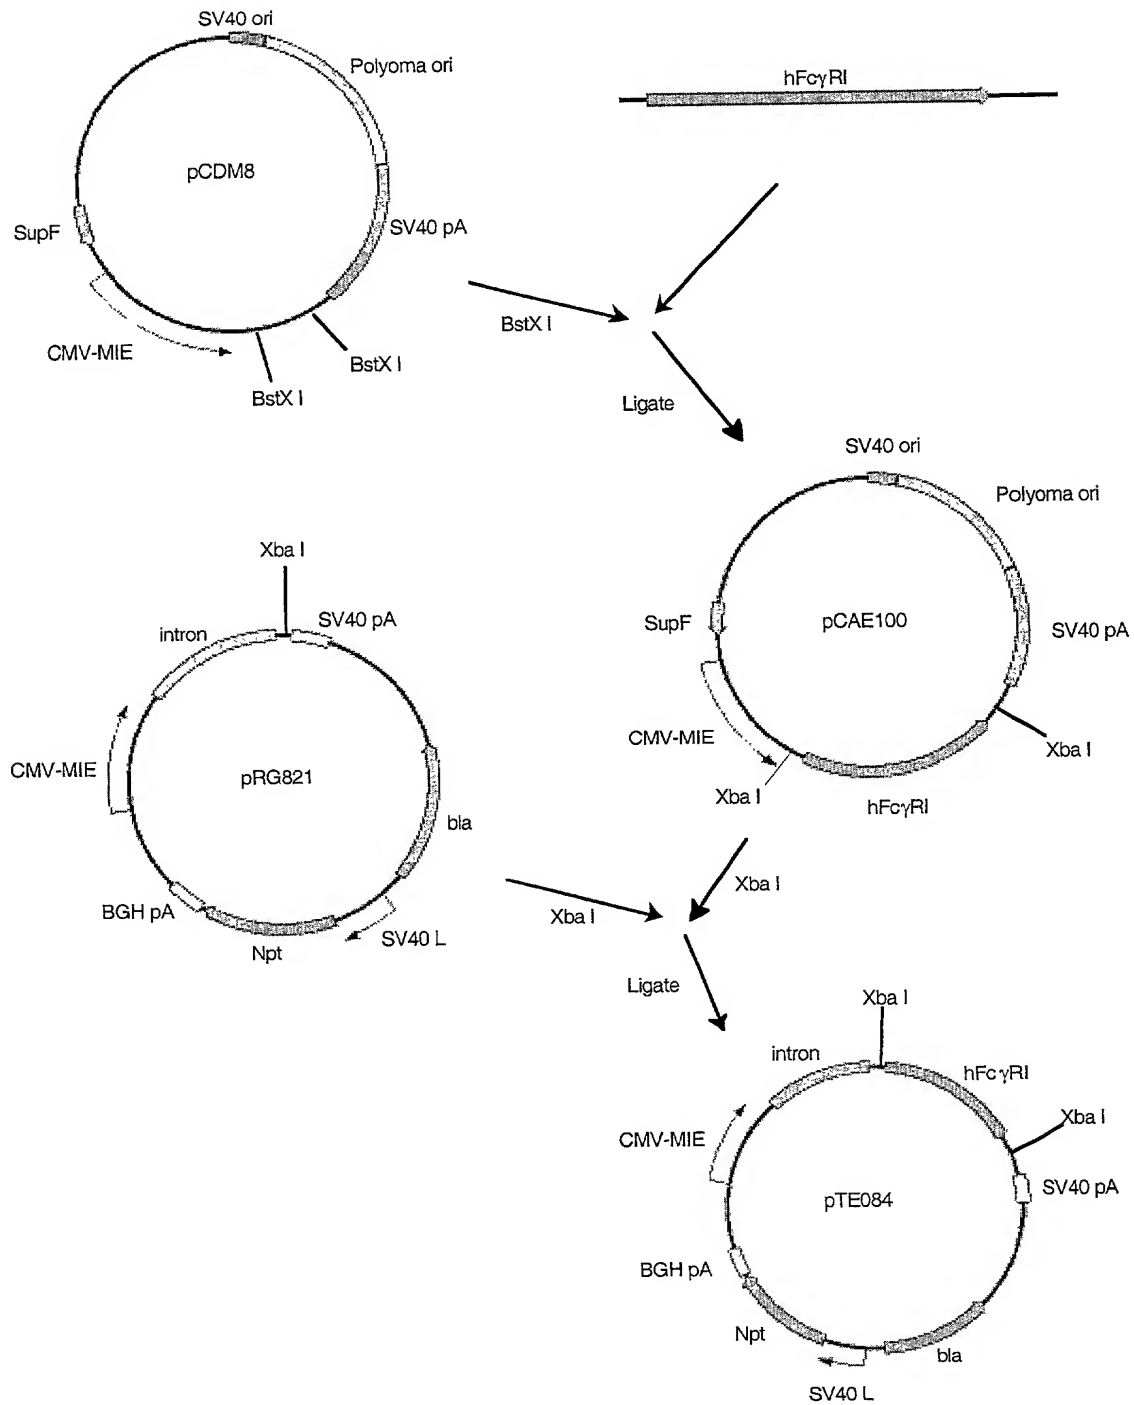 SV40 ori
Polyoma ori
pCDM8
SupF
SV40 pA
CMV-MIE
BstX I
BstX I
hFcγRI
BstX I
Ligate
SV40 ori
Polyoma ori
SupF
pCAE100
SV40 pA
CMV-MIE
Xba I
Xba I
hFcγRI
Xba I
intron
SV40 pA
CMV-MIE
pRG821
bla
BGH pA
Npt
SV40 L
Xba I
Xba I
Ligate
Xba I
intron
hFcγRI
CMV-MIE
Xba I
pTE084
SV40 pA
BGH pA
Npt
bla
SV40 L